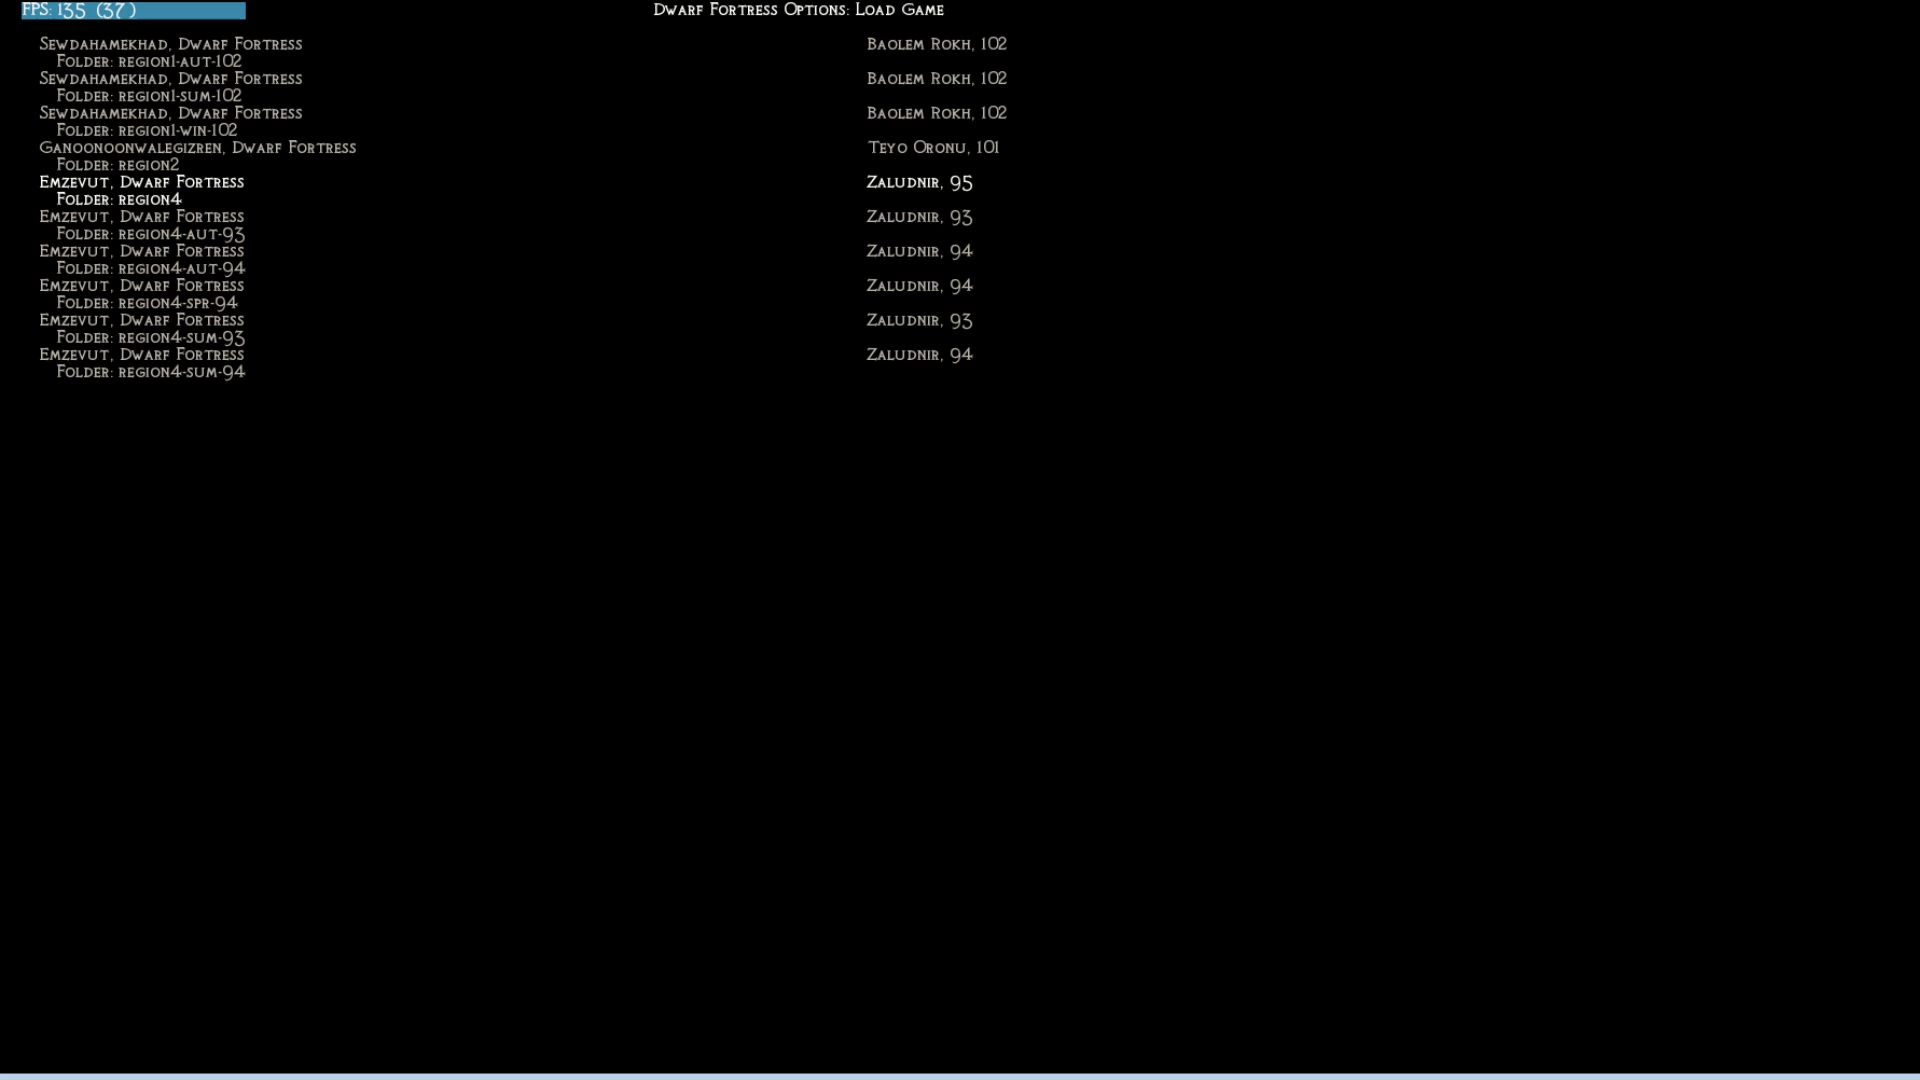 FPS: 135 (37)
Dwarf Fortress Options: Load Game
Sewdahamekhad, Dwarf Fortress Baolem Rokh, 102
Folder: region1-aut-102
Sewdahamekhad, Dwarf Fortress Baolem Rokh, 102
Folder: region1-sum-102
Sewdahamekhad, Dwarf Fortress Baolem Rokh, 102
Folder: region1-win-102
Ganoonoonwalegizren, Dwarf Fortress Teyo Oronu, 101
Folder: region2
Emzevut, Dwarf Fortress Zaludnir, 95
Folder: region4
Emzevut, Dwarf Fortress Zaludnir, 93
Folder: region4-aut-93
Emzevut, Dwarf Fortress Zaludnir, 94
Folder: region4-aut-94
Emzevut, Dwarf Fortress Zaludnir, 94
Folder: region4-spr-94
Emzevut, Dwarf Fortress Zaludnir, 93
Folder: region4-sum-93
Emzevut, Dwarf Fortress Zaludnir, 94
Folder: region4-sum-94